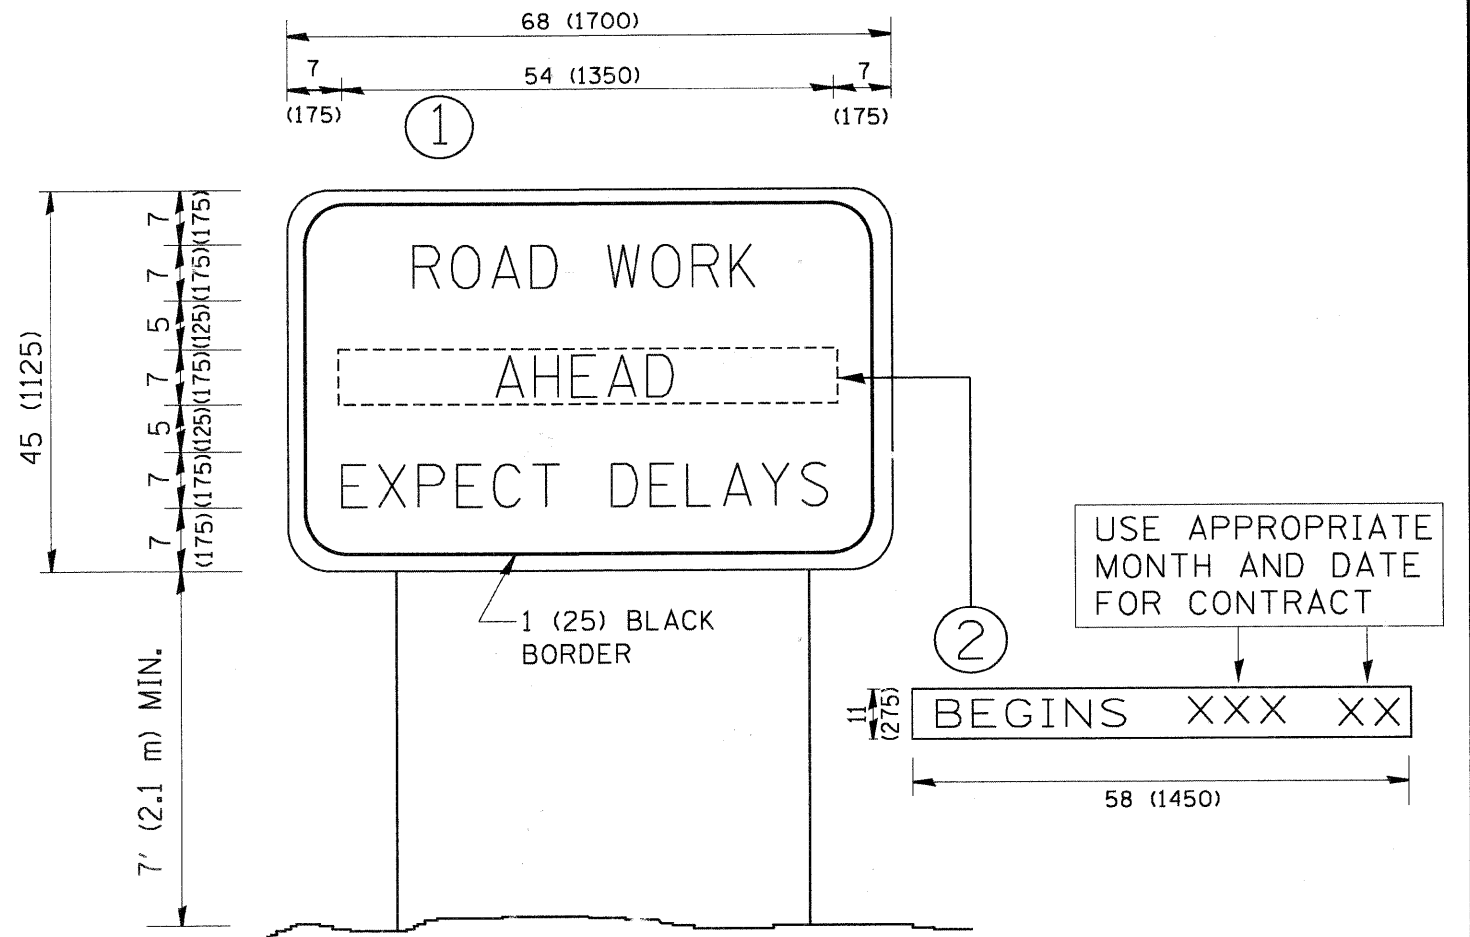 68 (1700)
7
54 (1350)
7
(175)
(175)
1
45 (1125)
7
(175)
7
(175)
5
(125)
7
(175)
5
(125)
7
(175)
7
(175)
ROAD WORK
AHEAD
EXPECT DELAYS
1 (25) BLACK
BORDER
7' (2.1 m) MIN.
2
USE APPROPRIATE
MONTH AND DATE
FOR CONTRACT
11
(275)
BEGINS XXX XX
58 (1450)